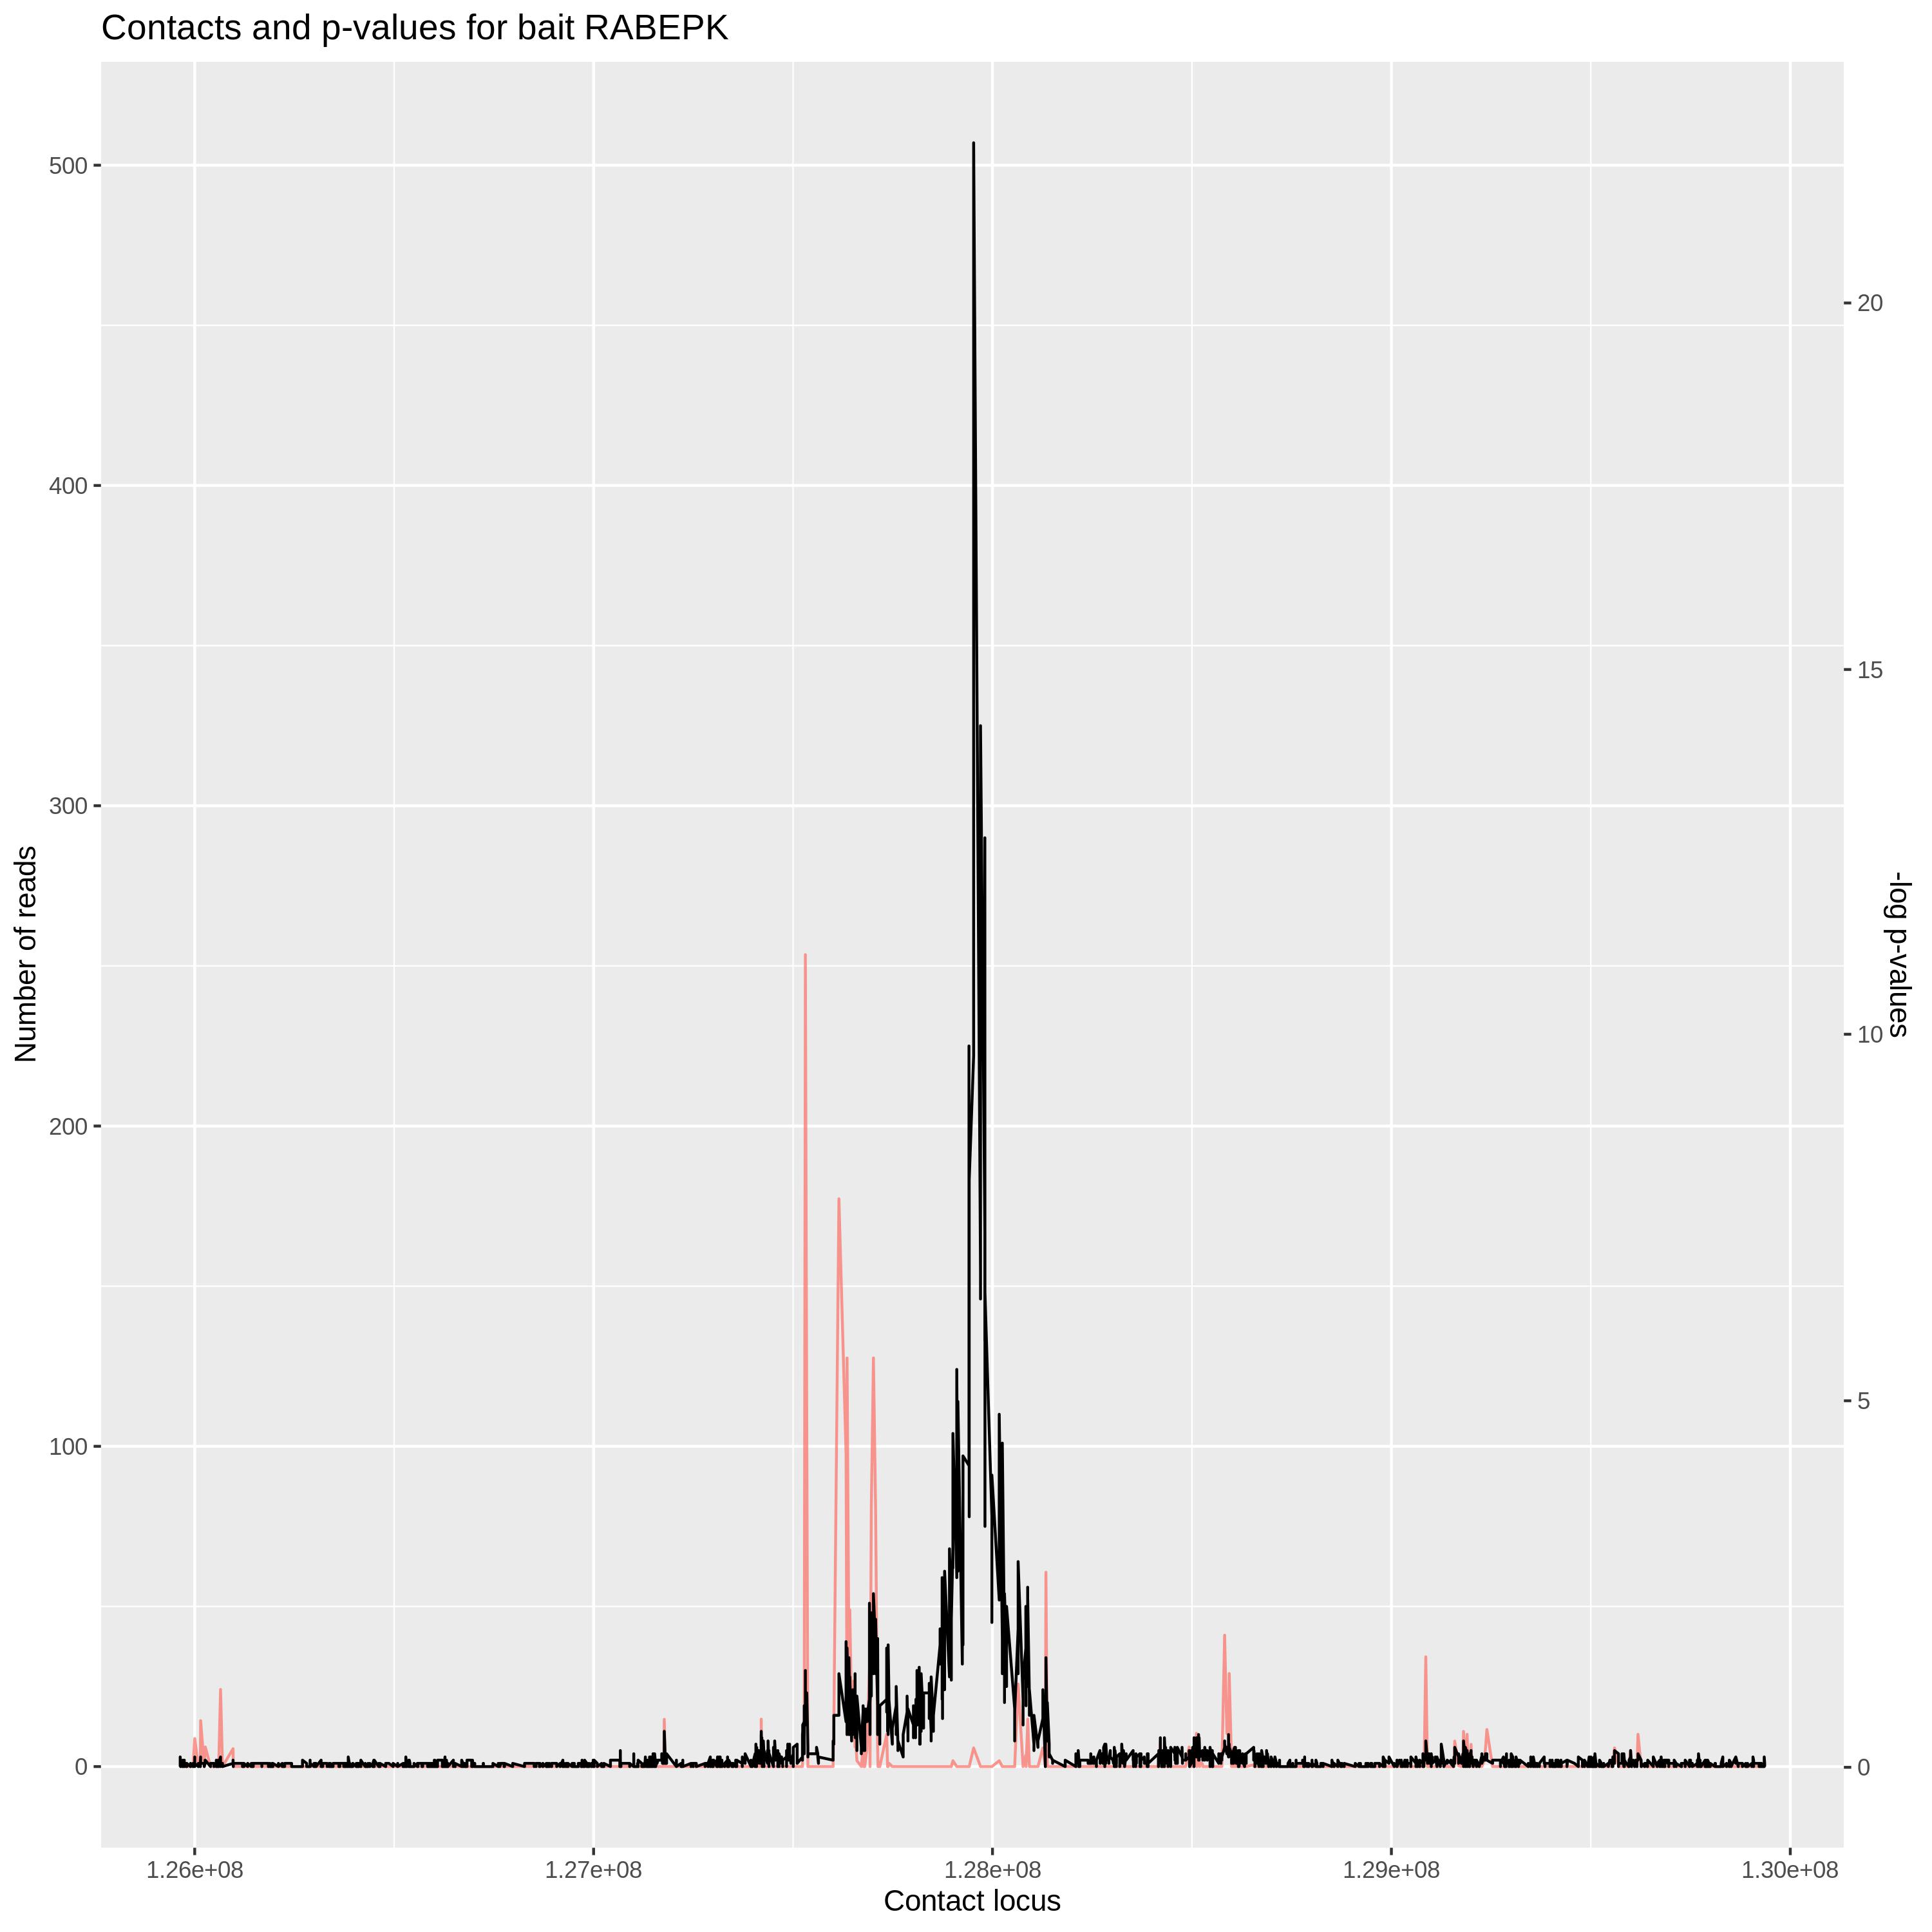 Contacts and p-values for bait RABEPK
500
400
300
200
100
0
Number of reads
20
15
10
5
0
-log p-values
1.26e+08
1.27e+08
1.28e+08
1.29e+08
1.30e+08
Contact locus